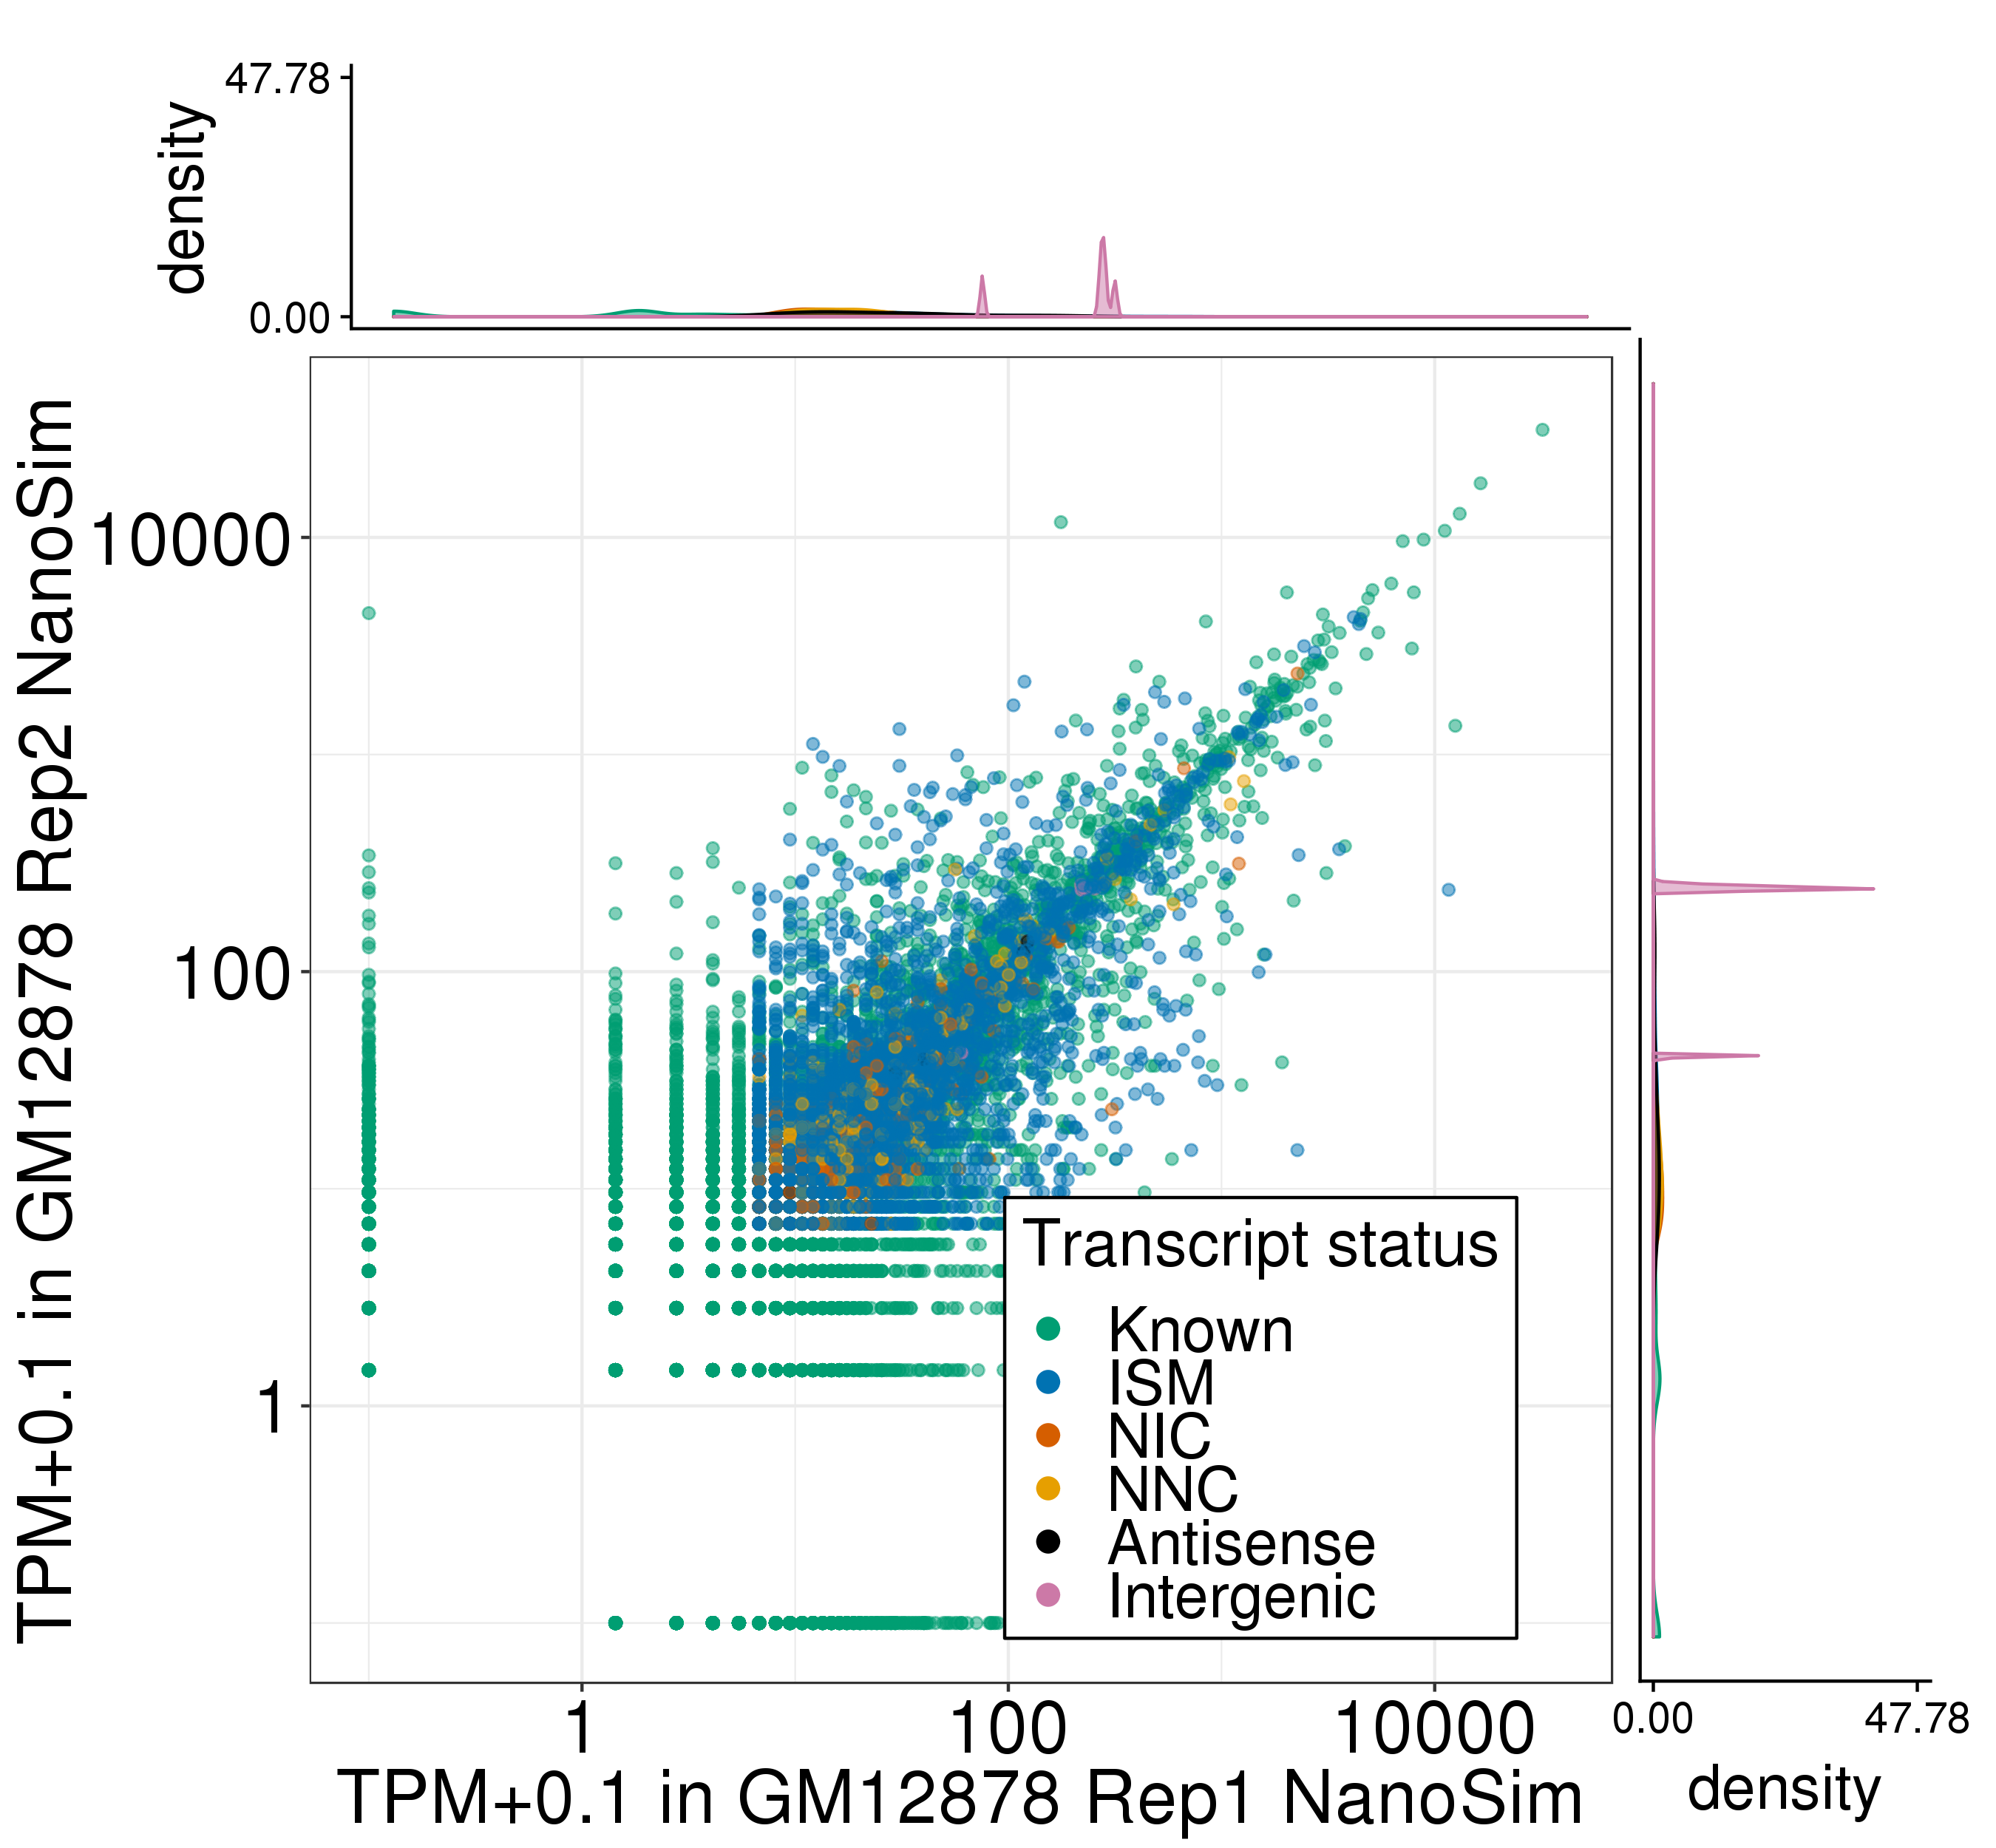 47.78
density
0.00
TPM+0.1 in GM12878 Rep2 NanoSim
10000
100
1
Transcript status
Known
ISM
NIC
NNC
Antisense
Intergenic
1
100
10000
TPM+0.1 in GM12878 Rep1 NanoSim
0.00
47.78
density